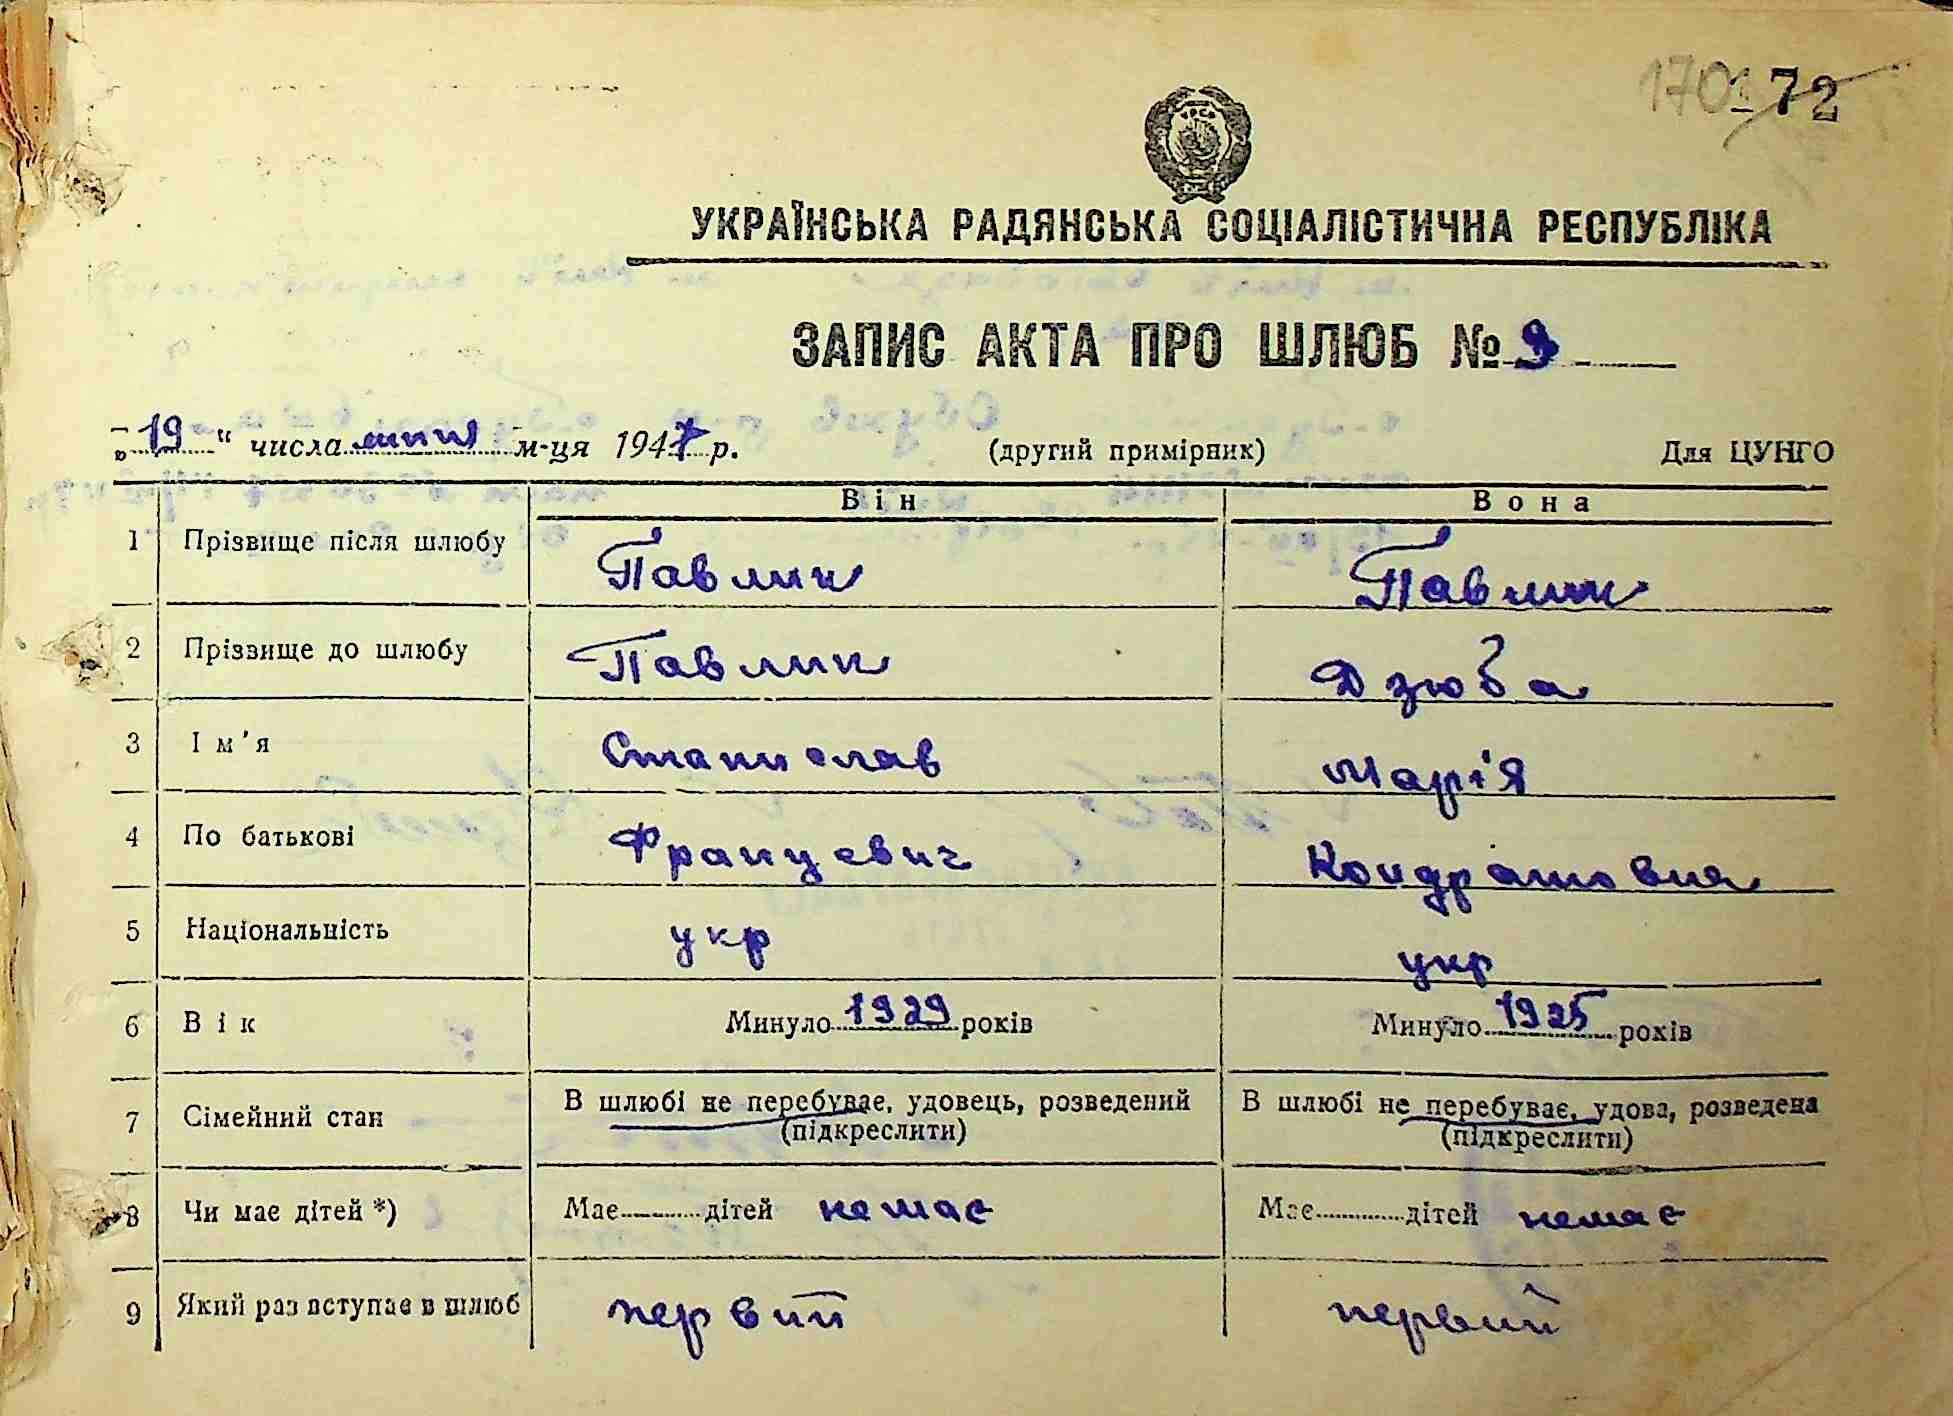 170 172
УКРАЇНСЬКА РАДЯНСЬКА СОЦІАЛІСТИЧНА РЕСПУБЛІКА
ЗАПИС АКТА ПРО ШЛЮБ № 9
„19“ числа липня м-ця 1947 р. (другий примірник) Для ЦУНГО
Він Вона
1 Прізвище після шлюбу Павлик Павлик
2 Прізвище до шлюбу Павлик Дзюба
3 Ім'я Станислав Марія
4 По батькові Францевич Кондратовна
5 Національність укр укр
6 Вік Минуло 1929 років Минуло 1925 років
7 Сімейний стан В шлюбі не перебуває, удовець, розведений В шлюбі не перебуває, удова, розведена
(підкреслити) (підкреслити)
8 Чи має дітей *) Має дітей немає Має дітей немає
9 Який раз вступає в шлюб первий первий